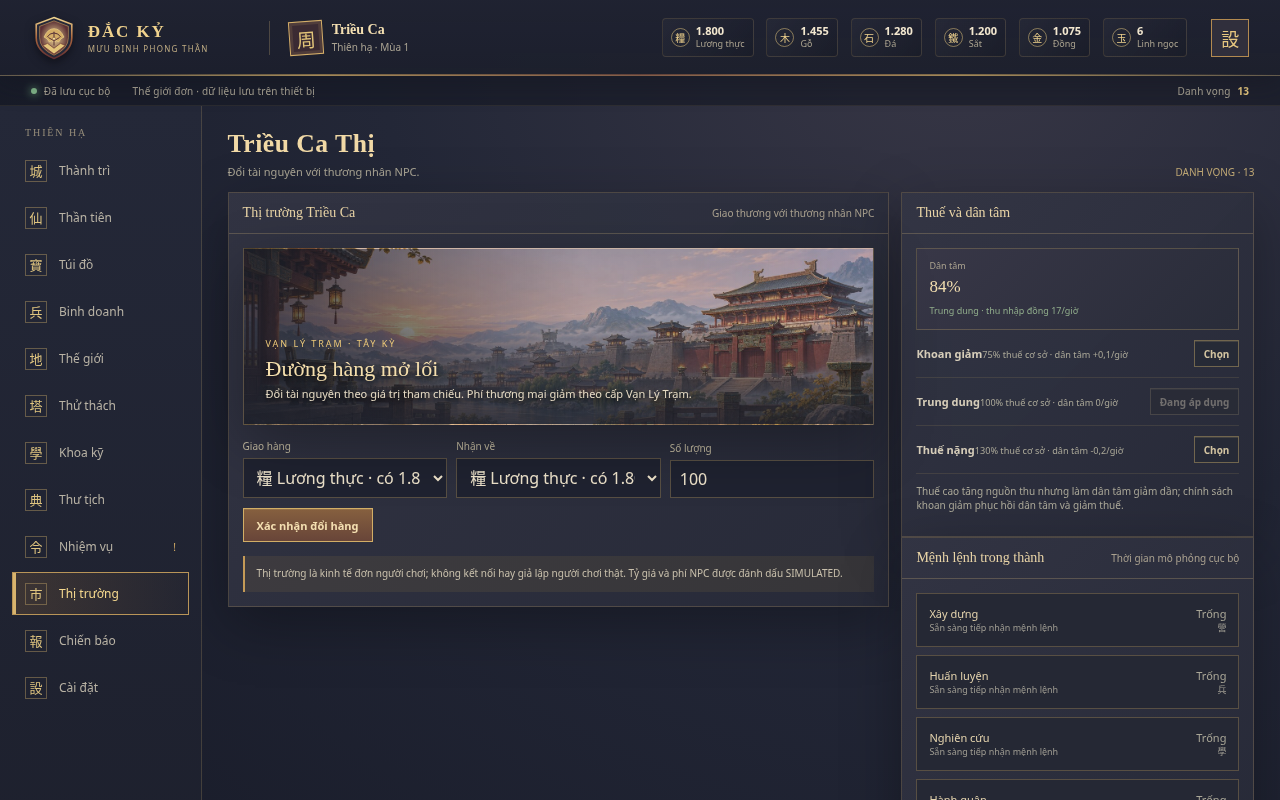 ĐẮC KỶ
MƯU ĐỊNH PHONG THẦN
周
Triều Ca
Thiên hạ · Mùa 1
糧 1.800 Lương thực
木 1.455 Gỗ
石 1.280 Đá
鐵 1.200 Sắt
金 1.075 Đồng
玉 6 Linh ngọc
設
Đã lưu cục bộ
Thế giới đơn · dữ liệu lưu trên thiết bị
Danh vọng 13
THIÊN HẠ
城 Thành trì
仙 Thần tiên
寶 Túi đồ
兵 Binh doanh
地 Thế giới
塔 Thử thách
學 Khoa kỹ
典 Thư tịch
令 Nhiệm vụ !
市 Thị trường
報 Chiến báo
設 Cài đặt
Triều Ca Thị
Đổi tài nguyên với thương nhân NPC.
DANH VỌNG · 13
Thị trường Triều Ca
Giao thương với thương nhân NPC
VẠN LÝ TRẠM · TÂY KỲ
Đường hàng mở lối
Đổi tài nguyên theo giá trị tham chiếu. Phí thương mại giảm theo cấp Vạn Lý Trạm.
Giao hàng
糧 Lương thực · có 1.8
Nhận về
糧 Lương thực · có 1.8
Số lượng
100
Xác nhận đổi hàng
Thị trường là kinh tế đơn người chơi; không kết nối hay giả lập người chơi thật. Tỷ giá và phí NPC được đánh dấu SIMULATED.
Thuế và dân tâm
Dân tâm
84%
Trung dung · thu nhập đồng 17/giờ
Khoan giảm75% thuế cơ sở · dân tâm +0,1/giờ
Chọn
Trung dung100% thuế cơ sở · dân tâm 0/giờ
Đang áp dụng
Thuế nặng130% thuế cơ sở · dân tâm -0,2/giờ
Chọn
Thuế cao tăng nguồn thu nhưng làm dân tâm giảm dần; chính sách
khoan giảm phục hồi dân tâm và giảm thuế.
Mệnh lệnh trong thành
Thời gian mô phỏng cục bộ
Xây dựng
Sẵn sàng tiếp nhận mệnh lệnh
Trống
營
Huấn luyện
Sẵn sàng tiếp nhận mệnh lệnh
Trống
兵
Nghiên cứu
Sẵn sàng tiếp nhận mệnh lệnh
Trống
學
Hành quân
Trống